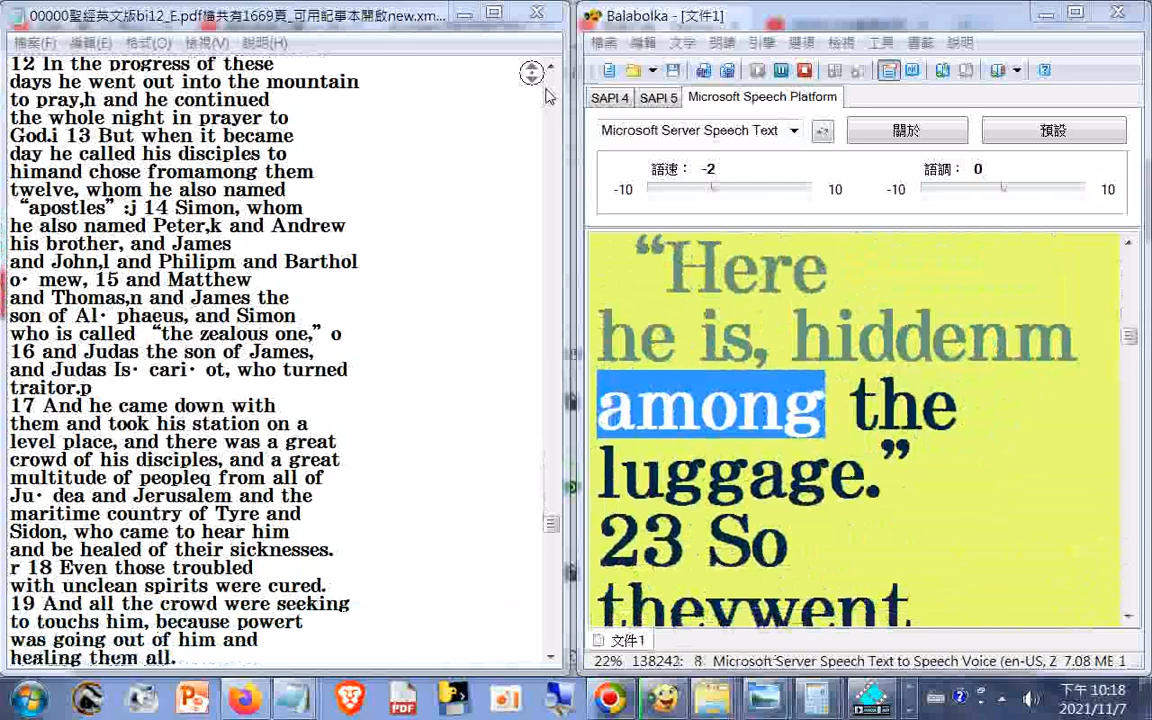 00000聖經英文版bi12_E.pdf檔共有1669頁_可用記事本開啟new.xm...
檔案(F) 編輯(E) 格式(O) 檢視(V) 說明(H)
12 In the progress of these
days he went out into the mountain
to pray,h and he continued
the whole night in prayer to
God.i 13 But when it became
day he called his disciples to
himand chose fromamong them
twelve, whom he also named
“apostles”:j 14 Simon, whom
he also named Peter,k and Andrew
his brother, and James
and John,l and Philipm and Barthol
o· mew, 15 and Matthew
and Thomas,n and James the
son of Al· phaeus, and Simon
who is called “the zealous one,” o
16 and Judas the son of James,
and Judas Is· cari· ot, who turned
traitor.p
17 And he came down with
them and took his station on a
level place, and there was a great
crowd of his disciples, and a great
multitude of peopleq from all of
Ju· dea and Jerusalem and the
maritime country of Tyre and
Sidon, who came to hear him
and be healed of their sicknesses.
r 18 Even those troubled
with unclean spirits were cured.
19 And all the crowd were seeking
to touchs him, because powert
was going out of him and
healing them all.
Balabolka - [文件1]
檔案 編輯 文字 朗讀 引擎 選項 檢視 工具 書籤 說明
SAPI 4 SAPI 5 Microsoft Speech Platform
Microsoft Server Speech Text 關於 預設
語速： -2 語調： 0
-10 10 -10 10
“Here
he is, hiddenm
among the
luggage.”
23 So
theywent
文件1
22% 138242: 8 Microsoft Server Speech Text to Speech Voice (en-US, Z 7.08 ME 1
PDF
下午 10:18
2021/11/7